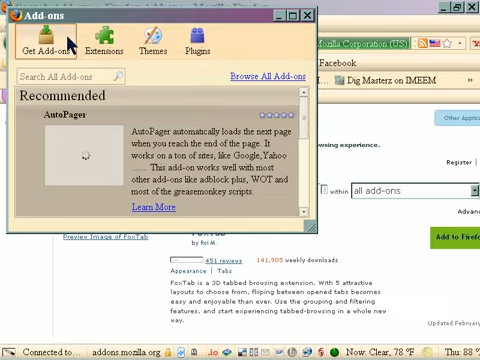 Add-ons
Get Add-ons Extensions Themes Plugins
Mozilla Corporation (US)
Facebook
Search All Add-ons Browse All Add-ons
Dig Masterz on IMEEM
Recommended
AutoPager
AutoPager automatically loads the next page
when you reach the end of the page. It
works on a ton of sites, like Google,Yahoo
....... This add-on works well with most
other add-ons like adblock plus, WOT and
most of the greasemonkey scripts.
Learn More
Other Applic
wsing experience.
Register
within all add-ons
Advanc
Add to Firefo
Preview Image of FoxTab
by Rei M.
451 reviews 141,905 weekly downloads
Appearance Tabs
FoxTab is a 3D tabbed browsing extension. With 5 attractive
layouts to choose from, flipping between opened tabs becomes
easy and enjoyable than ever. Use the grouping and filtering
features, and start experiencing tabbed-browsing in a whole new
way.
Updated February
Connected to... addons.mozilla.org Now: Clear, 78 °F Thu: 88 °